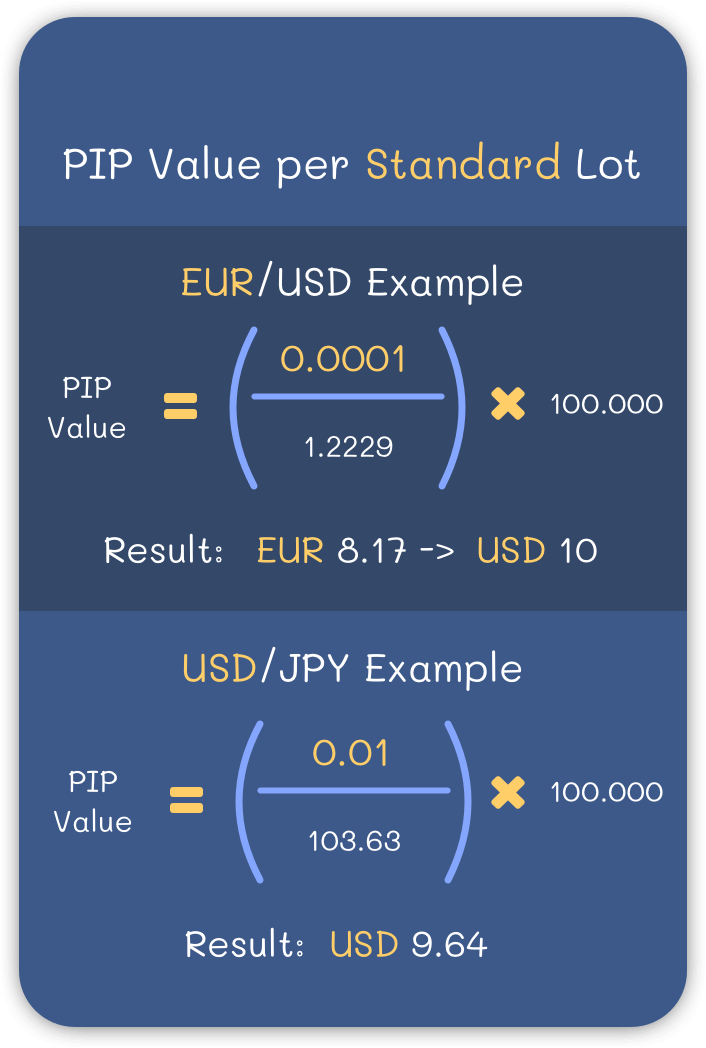 PIP Value per Standard Lot
EUR/USD Example
PIP
Value
=
(0.0001
1.2229)
× 100.000
Result: EUR 8.17 -> USD 10
USD/JPY Example
PIP
Value
=
(0.01
103.63)
× 100.000
Result: USD 9.64